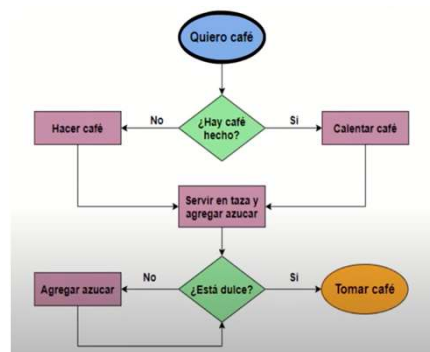 Quiero café
¿Hay café
hecho?
No
Si
Hacer café
Calentar café
Servir en taza y
agregar azucar
¿Está dulce?
No
Si
Agregar azucar
Tomar café